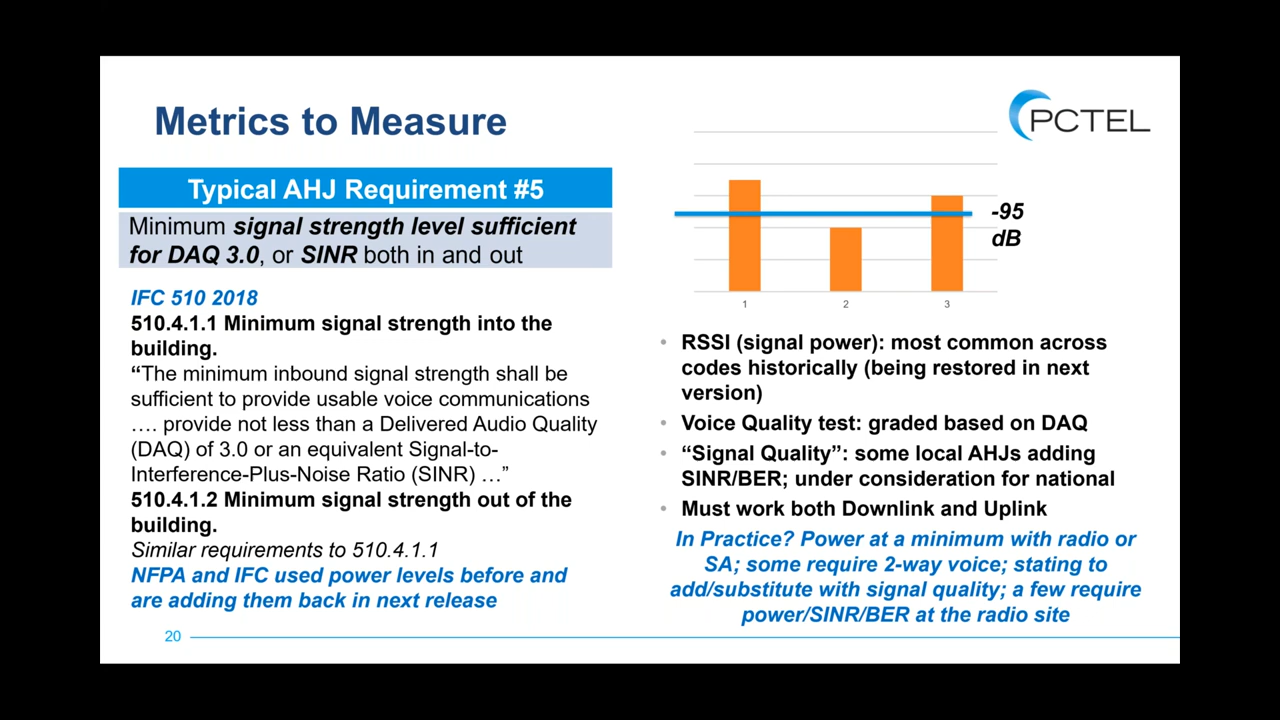 Metrics to Measure
PCTEL
Typical AHJ Requirement #5
Minimum signal strength level sufficient
for DAQ 3.0, or SINR both in and out
IFC 510 2018
510.4.1.1 Minimum signal strength into the
building.
“The minimum inbound signal strength shall be
sufficient to provide usable voice communications
…. provide not less than a Delivered Audio Quality
(DAQ) of 3.0 or an equivalent Signal-to-
Interference-Plus-Noise Ratio (SINR) …”
510.4.1.2 Minimum signal strength out of the
building.
Similar requirements to 510.4.1.1
NFPA and IFC used power levels before and
are adding them back in next release
-95
dB
1 2 3
• RSSI (signal power): most common across
codes historically (being restored in next
version)
• Voice Quality test: graded based on DAQ
• “Signal Quality”: some local AHJs adding
SINR/BER; under consideration for national
• Must work both Downlink and Uplink
In Practice? Power at a minimum with radio or
SA; some require 2-way voice; stating to
add/substitute with signal quality; a few require
power/SINR/BER at the radio site
20